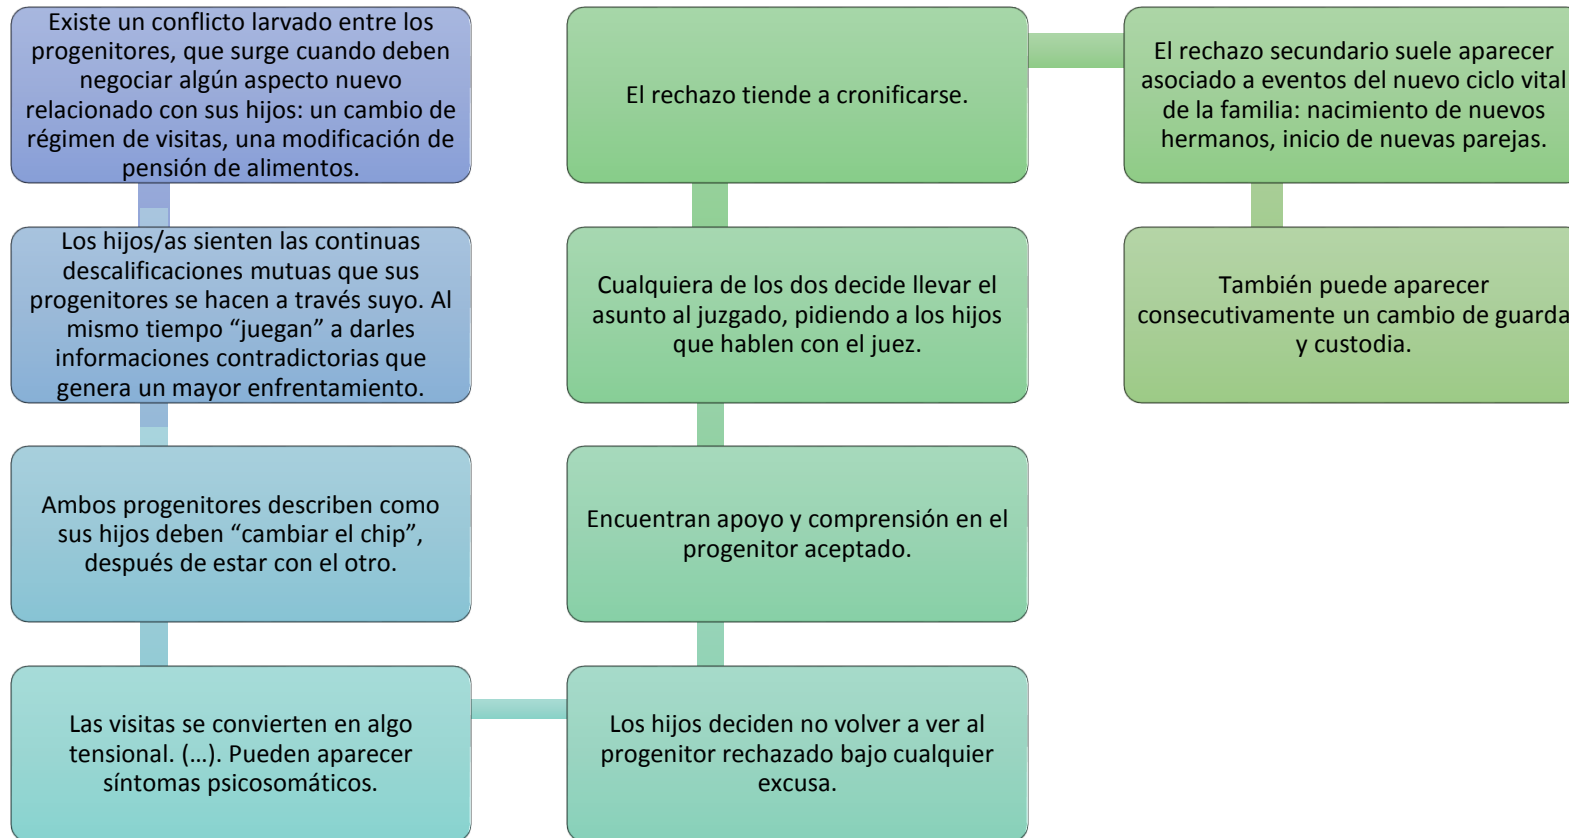 Existe un conflicto larvado entre los
progenitores, que surge cuando deben
negociar algún aspecto nuevo
relacionado con sus hijos: un cambio de
régimen de visitas, una modificación de
pensión de alimentos.
Los hijos/as sienten las continuas
descalificaciones mutuas que sus
progenitores se hacen a través suyo. Al
mismo tiempo “juegan” a darles
informaciones contradictorias que
genera un mayor enfrentamiento.
Ambos progenitores describen como
sus hijos deben “cambiar el chip”,
después de estar con el otro.
Las visitas se convierten en algo
tensional. (...). Pueden aparecer
síntomas psicosomáticos.
Los hijos deciden no volver a ver al
progenitor rechazado bajo cualquier
excusa.
Encuentran apoyo y comprensión en el
progenitor aceptado.
Cualquiera de los dos decide llevar el
asunto al juzgado, pidiendo a los hijos
que hablen con el juez.
El rechazo tiende a cronificarse.
El rechazo secundario suele aparecer
asociado a eventos del nuevo ciclo vital
de la familia: nacimiento de nuevos
hermanos, inicio de nuevas parejas.
También puede aparecer
consecutivamente un cambio de guarda
y custodia.